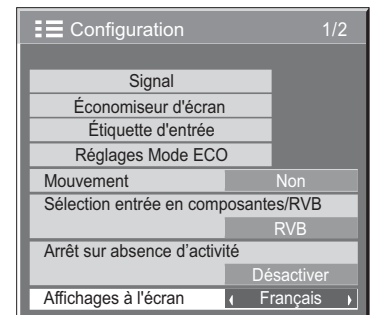 Configuration 1/2
Signal
Économiseur d'écran
Étiquette d'entrée
Réglages Mode ECO
Mouvement Non
Sélection entrée en composantes/RVB
RVB
Arrêt sur absence d’activité
Désactiver
Affichages à l'écran Français